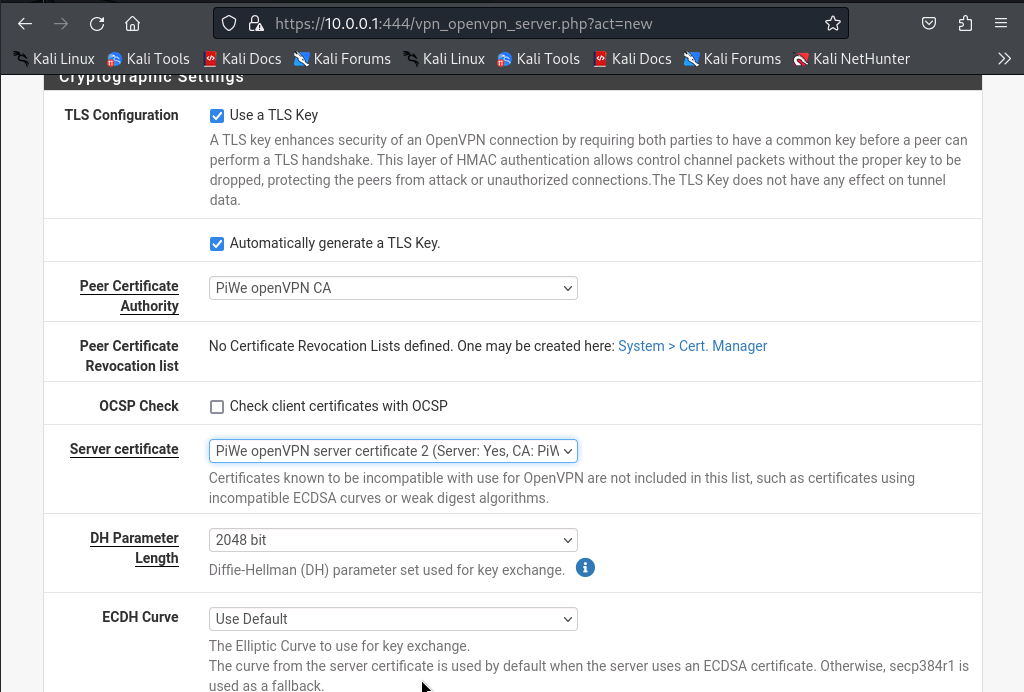 https://10.0.0.1:444/vpn_openvpn_server.php?act=new
Kali Linux Kali Tools Kali Docs Kali Forums Kali Linux Kali Tools Kali Docs Kali Forums Kali NetHunter
Cryptographic Settings
TLS Configuration
Use a TLS Key
A TLS key enhances security of an OpenVPN connection by requiring both parties to have a common key before a peer can
perform a TLS handshake. This layer of HMAC authentication allows control channel packets without the proper key to be
dropped, protecting the peers from attack or unauthorized connections.The TLS Key does not have any effect on tunnel
data.
Automatically generate a TLS Key.
Peer Certificate
Authority
PiWe openVPN CA
Peer Certificate
Revocation list
No Certificate Revocation Lists defined. One may be created here: System > Cert. Manager
OCSP Check
Check client certificates with OCSP
Server certificate
PiWe openVPN server certificate 2 (Server: Yes, CA: PiW
Certificates known to be incompatible with use for OpenVPN are not included in this list, such as certificates using
incompatible ECDSA curves or weak digest algorithms.
DH Parameter
Length
2048 bit
Diffie-Hellman (DH) parameter set used for key exchange.
ECDH Curve
Use Default
The Elliptic Curve to use for key exchange.
The curve from the server certificate is used by default when the server uses an ECDSA certificate. Otherwise, secp384r1 is
used as a fallback.